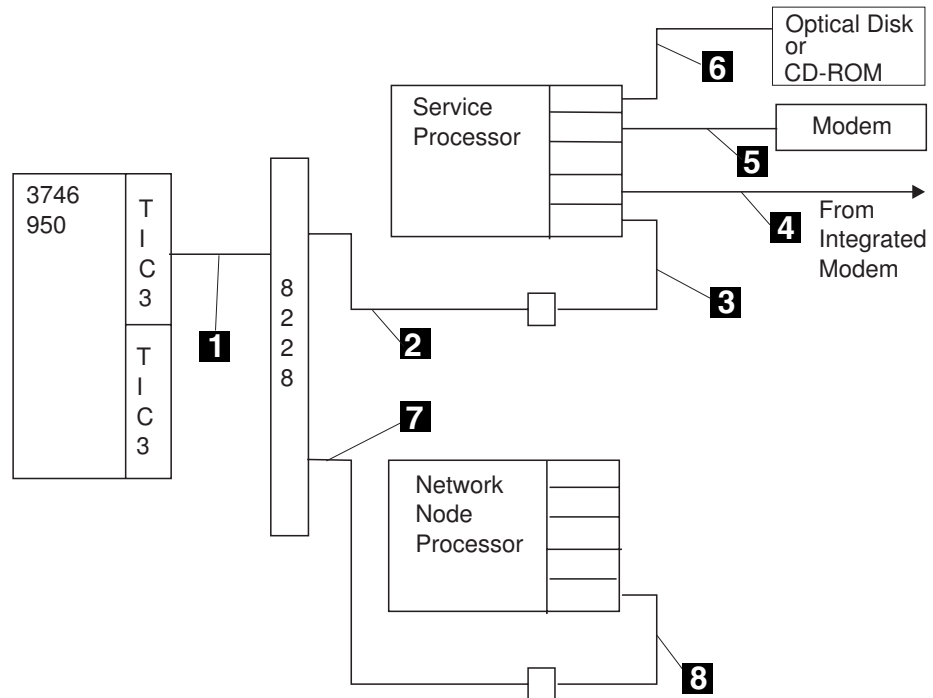 Optical Disk
or
CD-ROM
6
Service
Processor
Modem
5
3746
950
T
I
C
3
4
From
Integrated
Modem
8
2
2
8
3
1
2
T
I
C
3
7
Network
Node
Processor
8